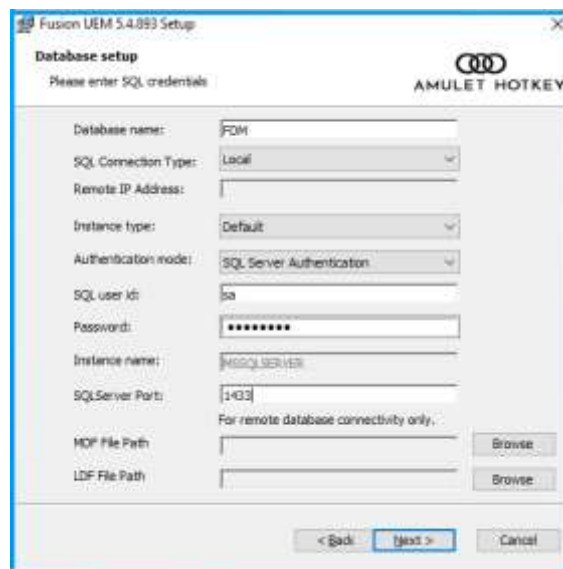 Fusion UEM 5.4.893 Setup
Database setup
Please enter SQL credentials
AMULET HOTKEY
Database name: FDM
SQL Connection Type: Local
Remote IP Address:
Instance type: Default
Authentication mode: SQL Server Authentication
SQL user id: sa
Password: ••••••••
Instance name: MSSQLSERVER
SQLServer Port: 1433
For remote database connectivity only.
MDF File Path Browse
LDF File Path Browse
< Back Next > Cancel